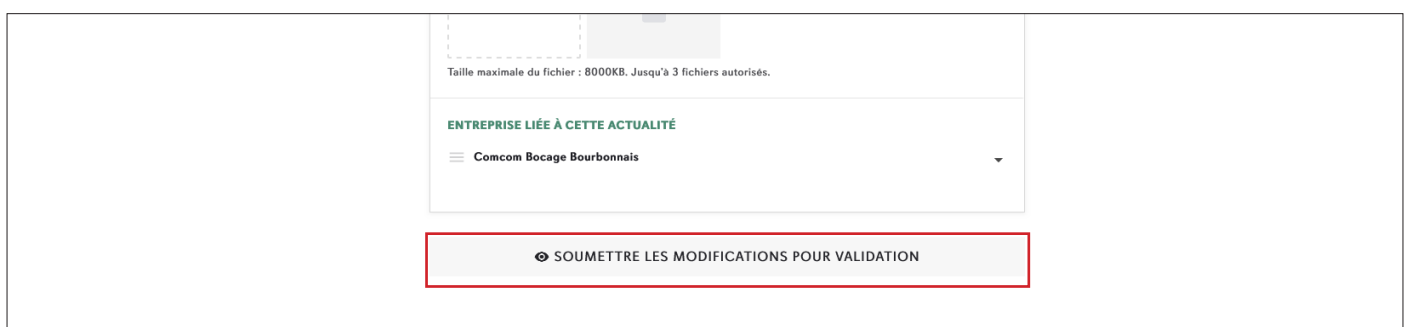 Taille maximale du fichier : 8000KB. Jusqu'à 3 fichiers autorisés.
ENTREPRISE LIÉE À CETTE ACTUALITÉ
Comcom Bocage Bourbonnais
SOUMETTRE LES MODIFICATIONS POUR VALIDATION